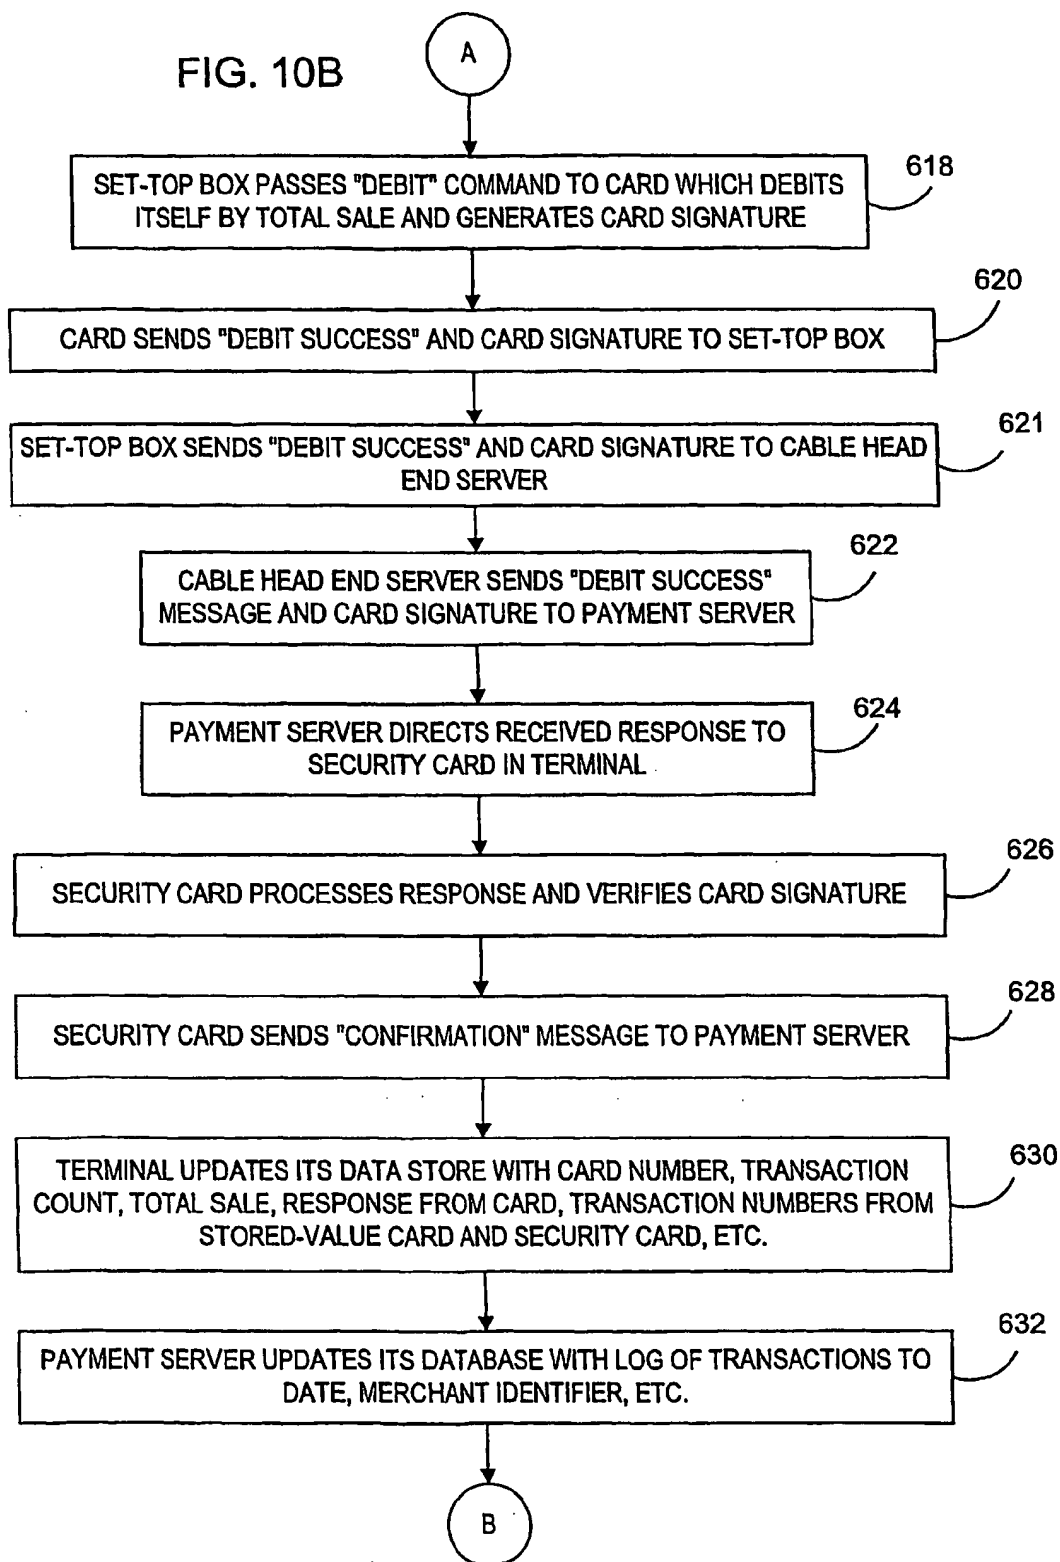 FIG. 10B
A
SET-TOP BOX PASSES "DEBIT" COMMAND TO CARD WHICH DEBITS
ITSELF BY TOTAL SALE AND GENERATES CARD SIGNATURE
618
CARD SENDS "DEBIT SUCCESS" AND CARD SIGNATURE TO SET-TOP BOX
620
SET-TOP BOX SENDS "DEBIT SUCCESS" AND CARD SIGNATURE TO CABLE HEAD
END SERVER
621
CABLE HEAD END SERVER SENDS "DEBIT SUCCESS"
MESSAGE AND CARD SIGNATURE TO PAYMENT SERVER
622
PAYMENT SERVER DIRECTS RECEIVED RESPONSE TO
SECURITY CARD IN TERMINAL
624
SECURITY CARD PROCESSES RESPONSE AND VERIFIES CARD SIGNATURE
626
SECURITY CARD SENDS "CONFIRMATION" MESSAGE TO PAYMENT SERVER
628
TERMINAL UPDATES ITS DATA STORE WITH CARD NUMBER, TRANSACTION
COUNT, TOTAL SALE, RESPONSE FROM CARD, TRANSACTION NUMBERS FROM
STORED-VALUE CARD AND SECURITY CARD, ETC.
630
PAYMENT SERVER UPDATES ITS DATABASE WITH LOG OF TRANSACTIONS TO
DATE, MERCHANT IDENTIFIER, ETC.
632
B